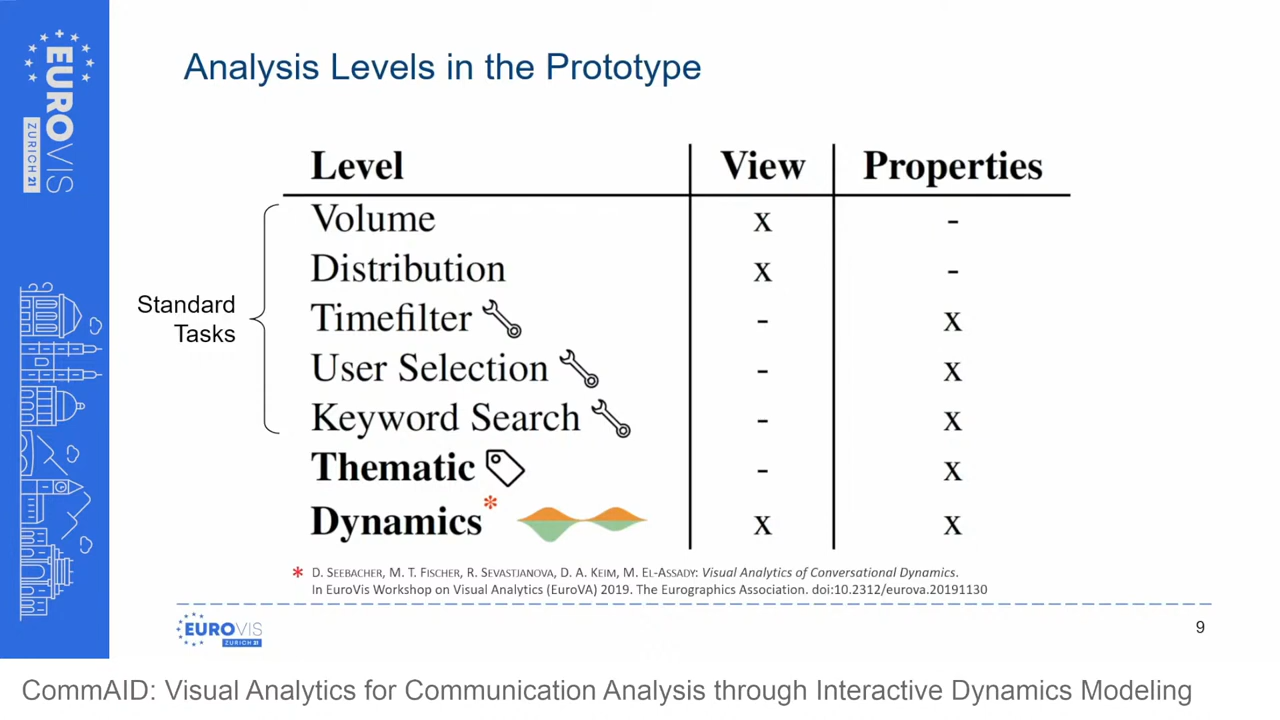 EUROVIS
ZURICH 21
Analysis Levels in the Prototype
Level View Properties
Standard
Tasks
Volume x -
Distribution x -
Timefilter - x
User Selection - x
Keyword Search - x
Thematic - x
Dynamics* x x
* D. SEEBACHER, M. T. FISCHER, R. SEVASTJANOVA, D. A. KEIM, M. EL-ASSADY: Visual Analytics of Conversational Dynamics.
In EuroVis Workshop on Visual Analytics (EuroVA) 2019. The Eurographics Association. doi:10.2312/eurova.20191130
EUROVIS
ZURICH 21
9
CommAID: Visual Analytics for Communication Analysis through Interactive Dynamics Modeling